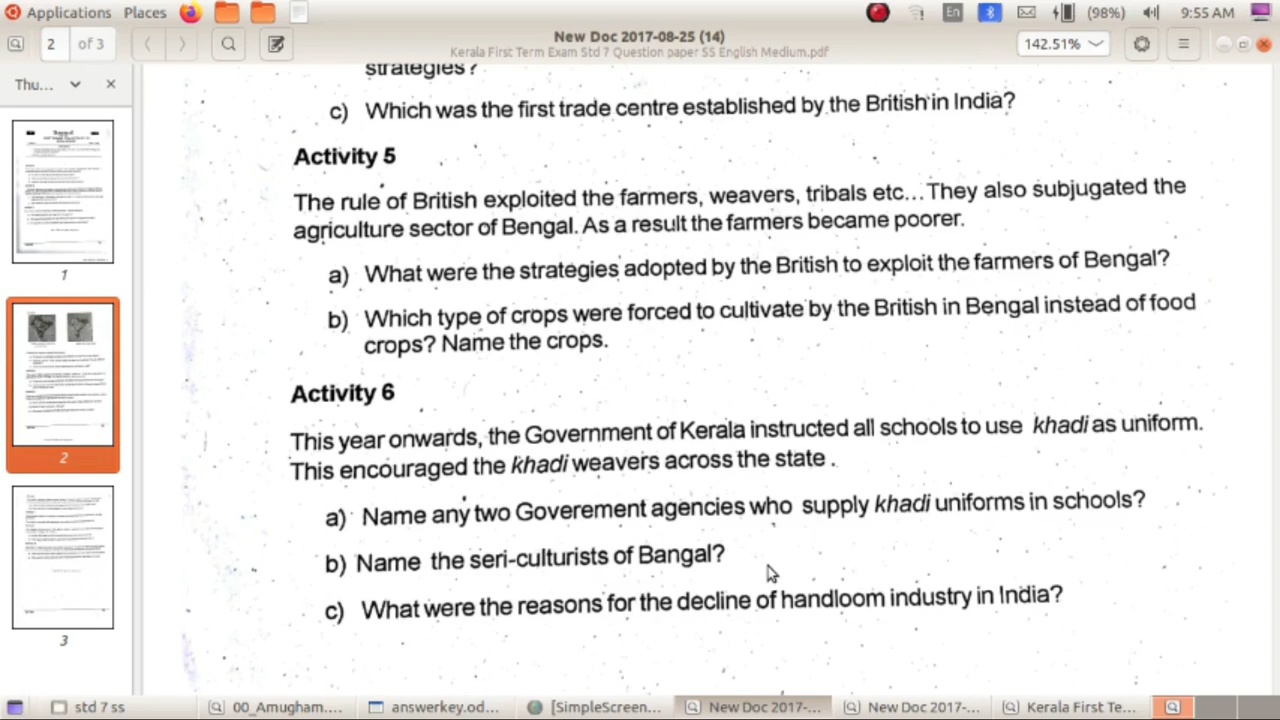 Applications Places En (98%) 9:55 AM
2 of 3 New Doc 2017-08-25 (14) 142.51%
Kerala First Term Exam Std 7 Question paper SS English Medium.pdf
Thu...
strategies?
c) Which was the first trade centre established by the British in India?
Activity 5
The rule of British exploited the farmers, weavers, tribals etc... They also subjugated the
agriculture sector of Bengal. As a result the farmers became poorer.
a) What were the strategies adopted by the British to exploit the farmers of Bengal?
b) Which type of crops were forced to cultivate by the British in Bengal instead of food
crops? Name the crops.
Activity 6
This year onwards, the Government of Kerala instructed all schools to use khadi as uniform.
This encouraged the khadi weavers across the state .
a) Name any two Goverement agencies who supply khadi uniforms in schools?
b) Name the seri-culturists of Bangal?
c) What were the reasons for the decline of handloom industry in India?
1
2
3
std 7 ss 00_Amugham.... answerkey.od... [SimpleScreen... New Doc 2017-... New Doc 2017-... Kerala First Te...